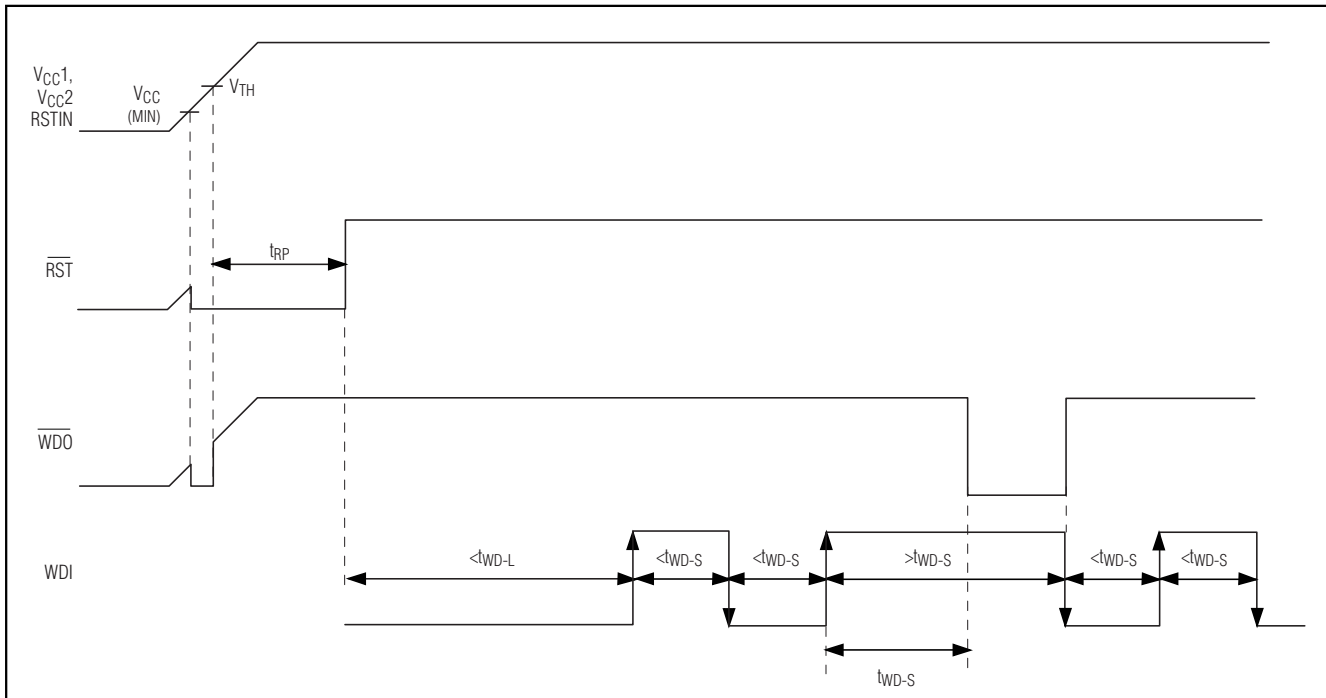 VCC1,
VCC2
RSTIN
VCC
(MIN)
VTH
RST
tRP
WDO
WDI
<tWD-L
<tWD-S
<tWD-S
>tWD-S
<tWD-S
<tWD-S
tWD-S